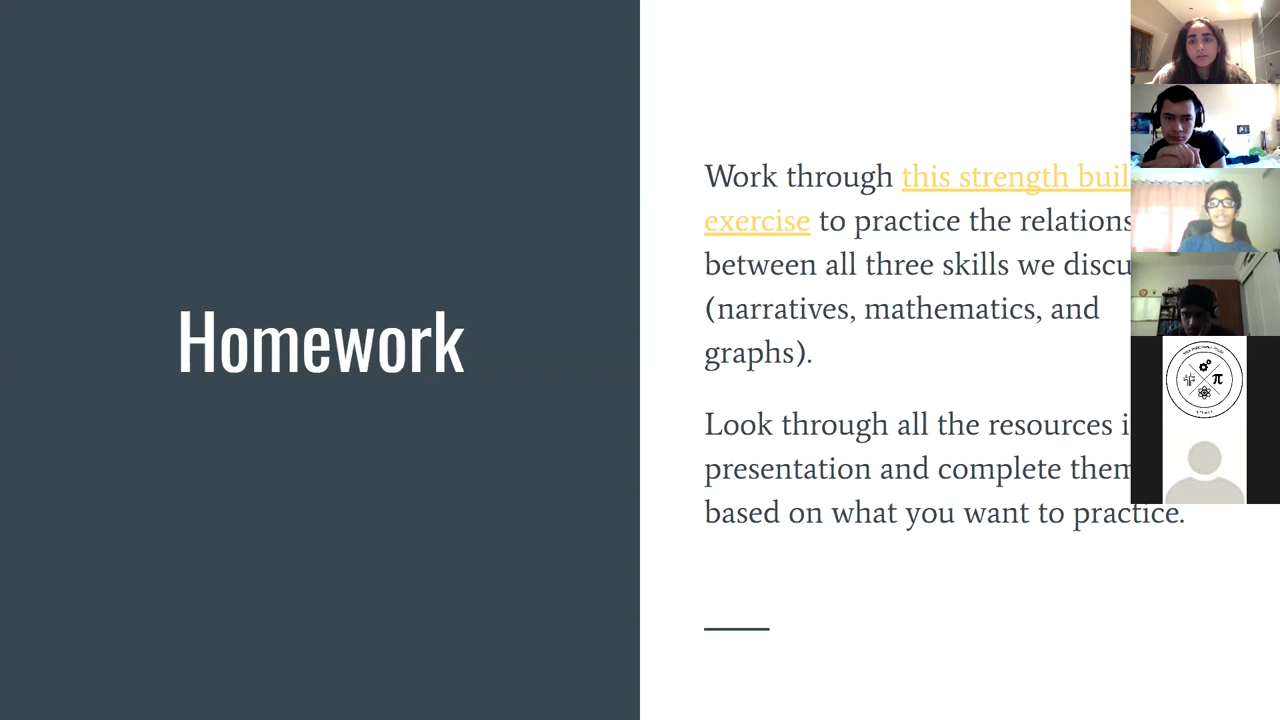 Homework
Work through this strength buil
exercise to practice the relations
between all three skills we discu
(narratives, mathematics, and
graphs).
Look through all the resources i
presentation and complete them
based on what you want to practice.
π